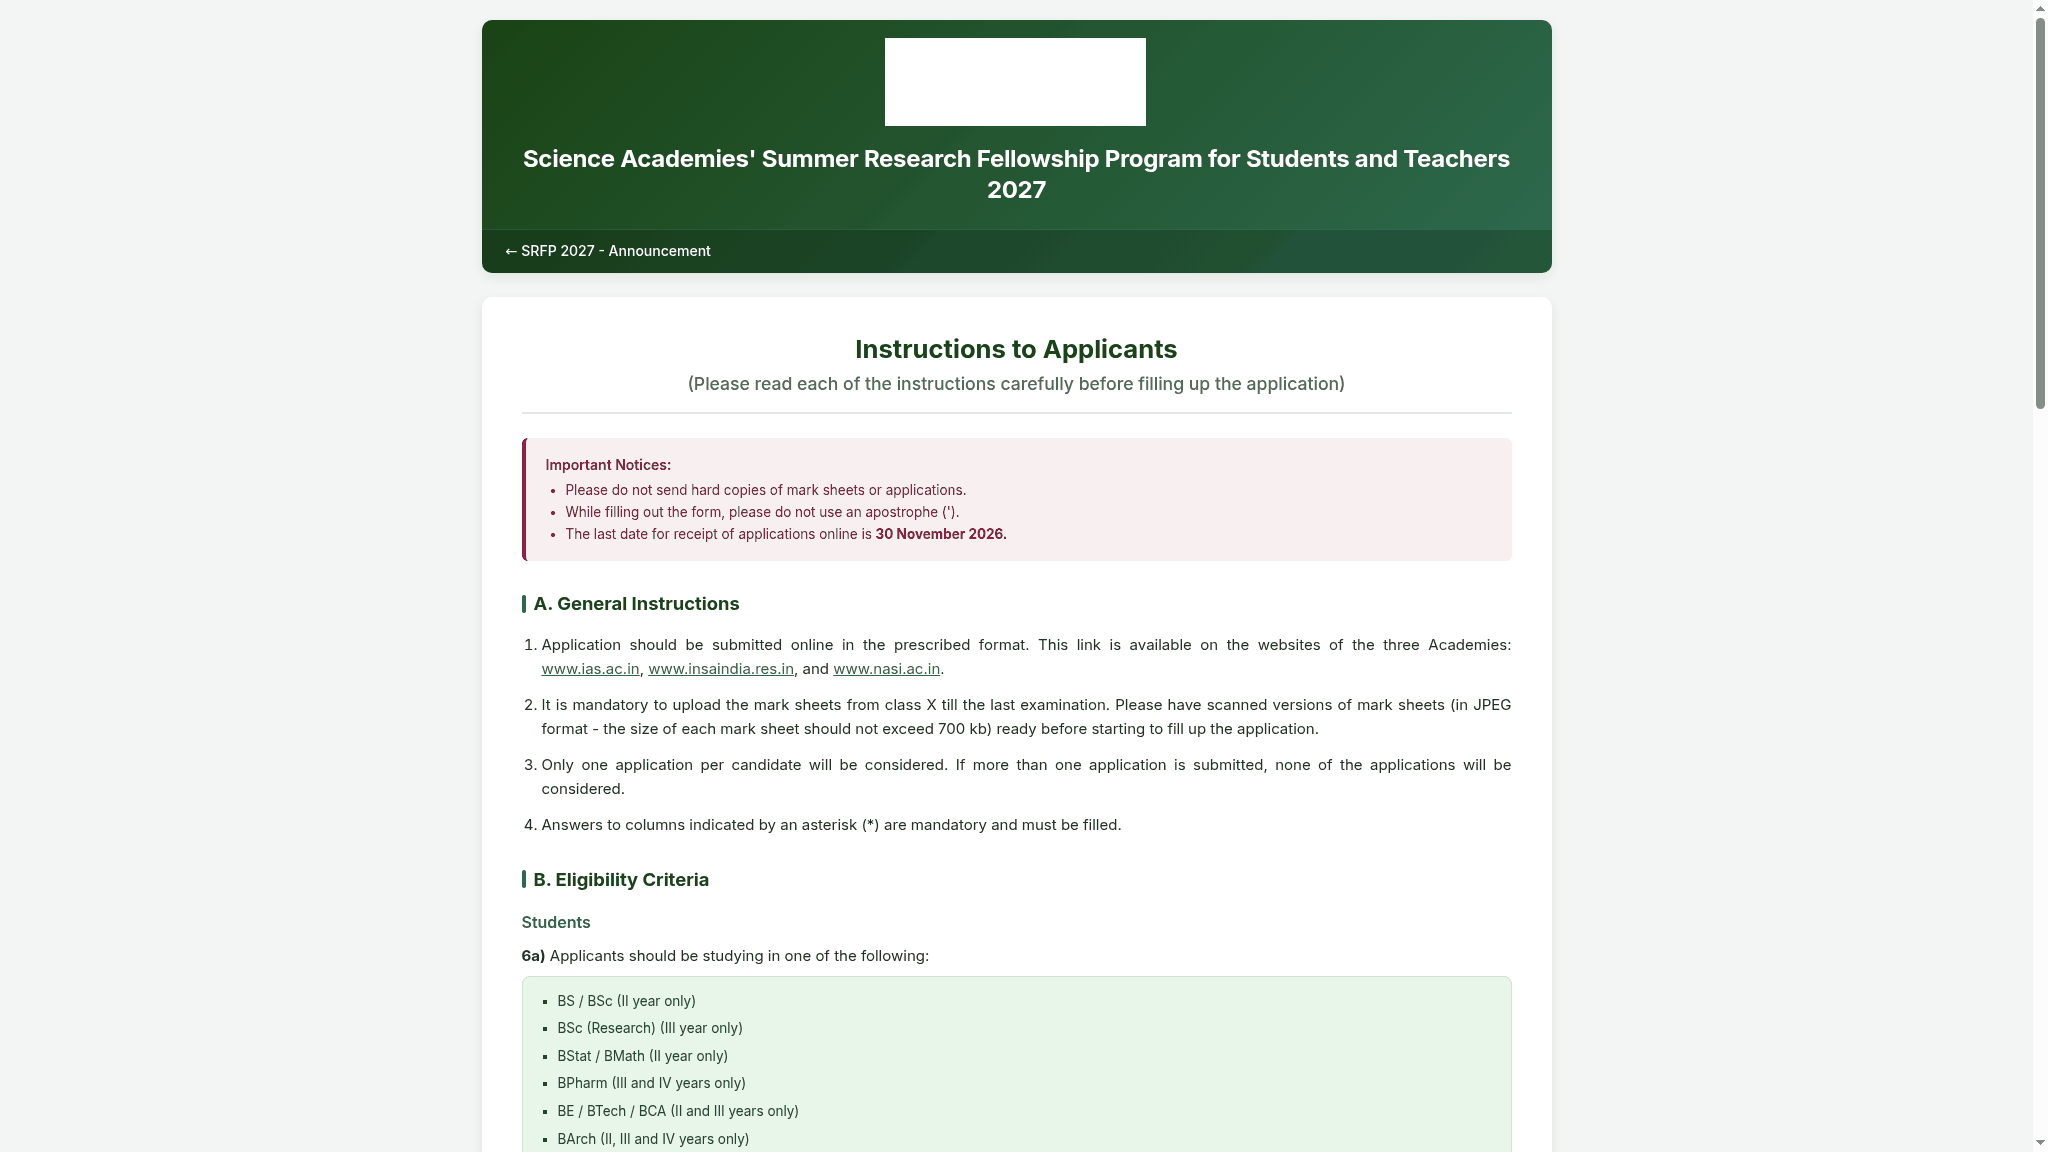 Science Academies' Summer Research Fellowship Program for Students and Teachers
2027
← SRFP 2027 - Announcement
Instructions to Applicants
(Please read each of the instructions carefully before filling up the application)
Important Notices:
• Please do not send hard copies of mark sheets or applications.
• While filling out the form, please do not use an apostrophe (').
• The last date for receipt of applications online is 30 November 2026.
A. General Instructions
1. Application should be submitted online in the prescribed format. This link is available on the websites of the three Academies:
www.ias.ac.in, www.insaindia.res.in, and www.nasi.ac.in.
2. It is mandatory to upload the mark sheets from class X till the last examination. Please have scanned versions of mark sheets (in JPEG
format - the size of each mark sheet should not exceed 700 kb) ready before starting to fill up the application.
3. Only one application per candidate will be considered. If more than one application is submitted, none of the applications will be
considered.
4. Answers to columns indicated by an asterisk (*) are mandatory and must be filled.
B. Eligibility Criteria
Students
6a) Applicants should be studying in one of the following:
▪ BS / BSc (II year only)
▪ BSc (Research) (III year only)
▪ BStat / BMath (II year only)
▪ BPharm (III and IV years only)
▪ BE / BTech / BCA (II and III years only)
▪ BArch (II, III and IV years only)